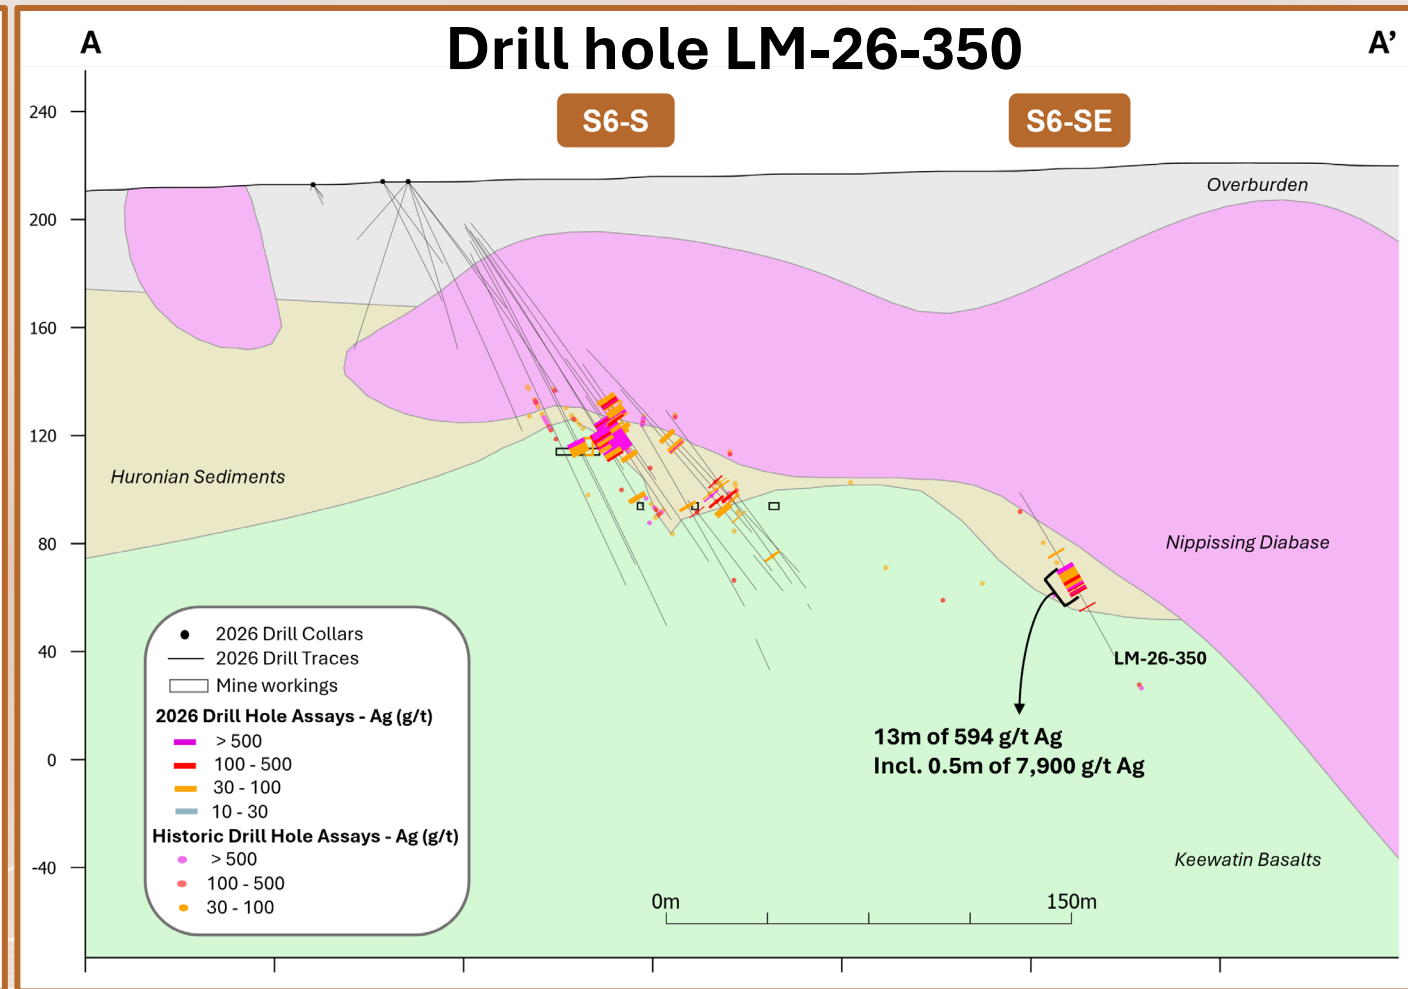 A
Drill hole LM-26-350
A’
S6-S
S6-SE
240
200
160
120
80
40
0
-40
Overburden
Huronian Sediments
Nippissing Diabase
LM-26-350
13m of 594 g/t Ag
Incl. 0.5m of 7,900 g/t Ag
Keewatin Basalts
2026 Drill Collars
2026 Drill Traces
Mine workings
2026 Drill Hole Assays - Ag (g/t)
> 500
100 - 500
30 - 100
10 - 30
Historic Drill Hole Assays - Ag (g/t)
> 500
100 - 500
30 - 100
0m
150m